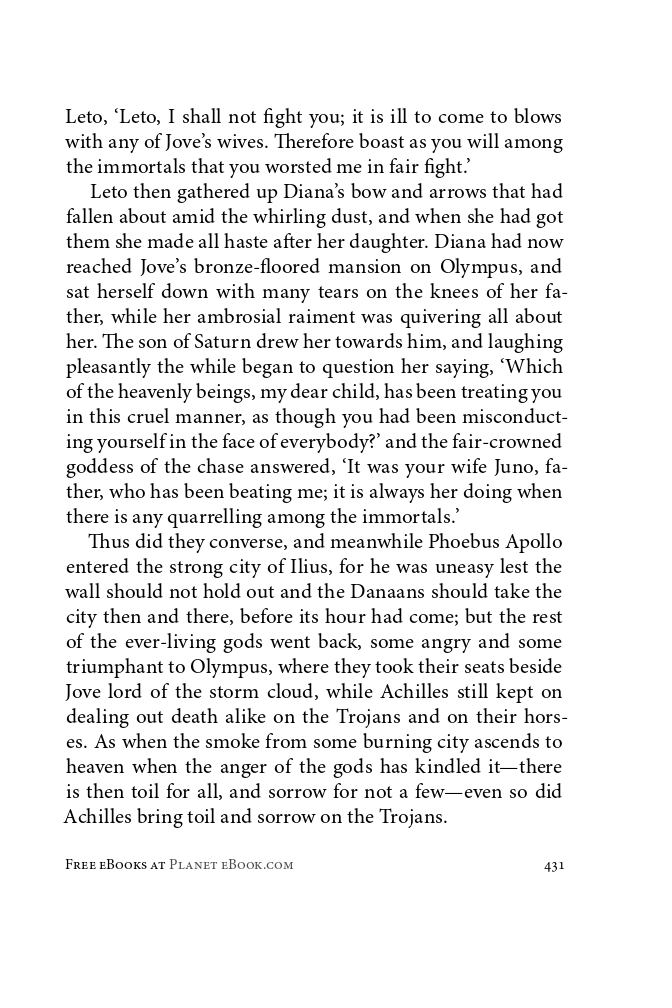 Leto, ‘Leto, I shall not fight you; it is ill to come to blows
with any of Jove’s wives. Therefore boast as you will among
the immortals that you worsted me in fair fight.’
Leto then gathered up Diana’s bow and arrows that had
fallen about amid the whirling dust, and when she had got
them she made all haste after her daughter. Diana had now
reached Jove’s bronze-floored mansion on Olympus, and
sat herself down with many tears on the knees of her fa-
ther, while her ambrosial raiment was quivering all about
her. The son of Saturn drew her towards him, and laughing
pleasantly the while began to question her saying, ‘Which
of the heavenly beings, my dear child, has been treating you
in this cruel manner, as though you had been misconduct-
ing yourself in the face of everybody?’ and the fair-crowned
goddess of the chase answered, ‘It was your wife Juno, fa-
ther, who has been beating me; it is always her doing when
there is any quarrelling among the immortals.’
Thus did they converse, and meanwhile Phoebus Apollo
entered the strong city of Ilius, for he was uneasy lest the
wall should not hold out and the Danaans should take the
city then and there, before its hour had come; but the rest
of the ever-living gods went back, some angry and some
triumphant to Olympus, where they took their seats beside
Jove lord of the storm cloud, while Achilles still kept on
dealing out death alike on the Trojans and on their hors-
es. As when the smoke from some burning city ascends to
heaven when the anger of the gods has kindled it—there
is then toil for all, and sorrow for not a few—even so did
Achilles bring toil and sorrow on the Trojans.
Free eBooks at Planet eBook.com 431